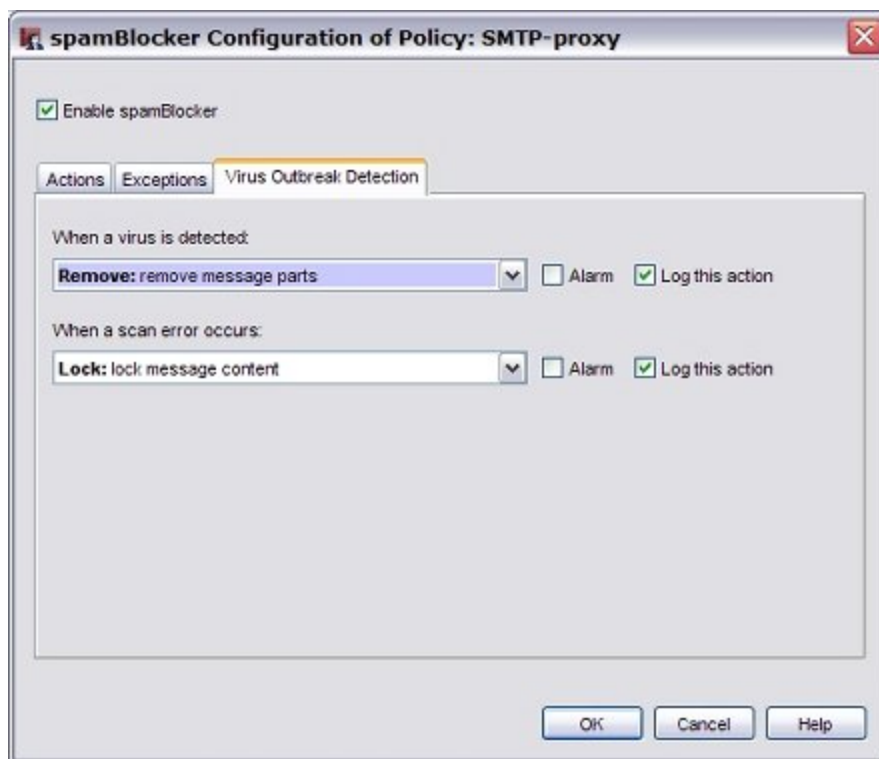 spamBlocker Configuration of Policy: SMTP-proxy
Enable spamBlocker
Actions Exceptions Virus Outbreak Detection
When a virus is detected:
Remove: remove message parts Alarm Log this action
When a scan error occurs:
Lock: lock message content Alarm Log this action
OK Cancel Help